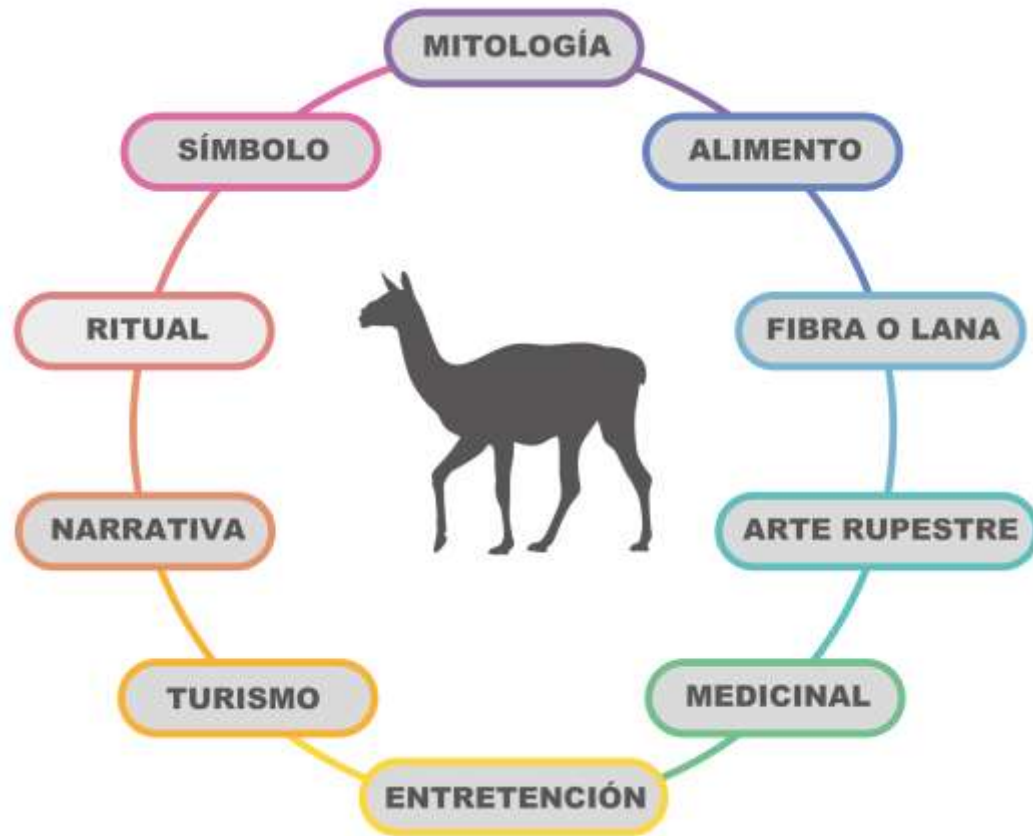 MITOLOGÍA
ALIMENTO
FIBRA O LANA
ARTE RUPESTRE
MEDICINAL
ENTRETENCIÓN
TURISMO
NARRATIVA
RITUAL
SÍMBOLO